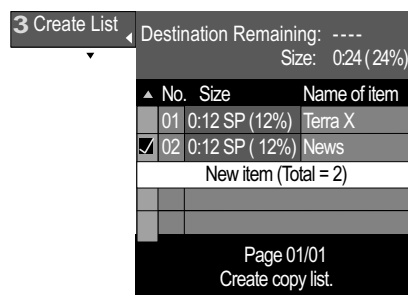 3 Create List
Destination Remaining: ----
Size: 0:24 ( 24%)
No. Size Name of item
01 0:12 SP (12%) Terra X
02 0:12 SP ( 12%) News
New item (Total = 2)
Page 01/01
Create copy list.